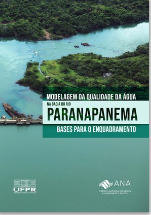 MODELAGEM DA QUALIDADE DA ÁGUA
NA BACIA DO RIO
PARANAPANEMA
BASES PARA O ENQUADRAMENTO
UFPR
ANA